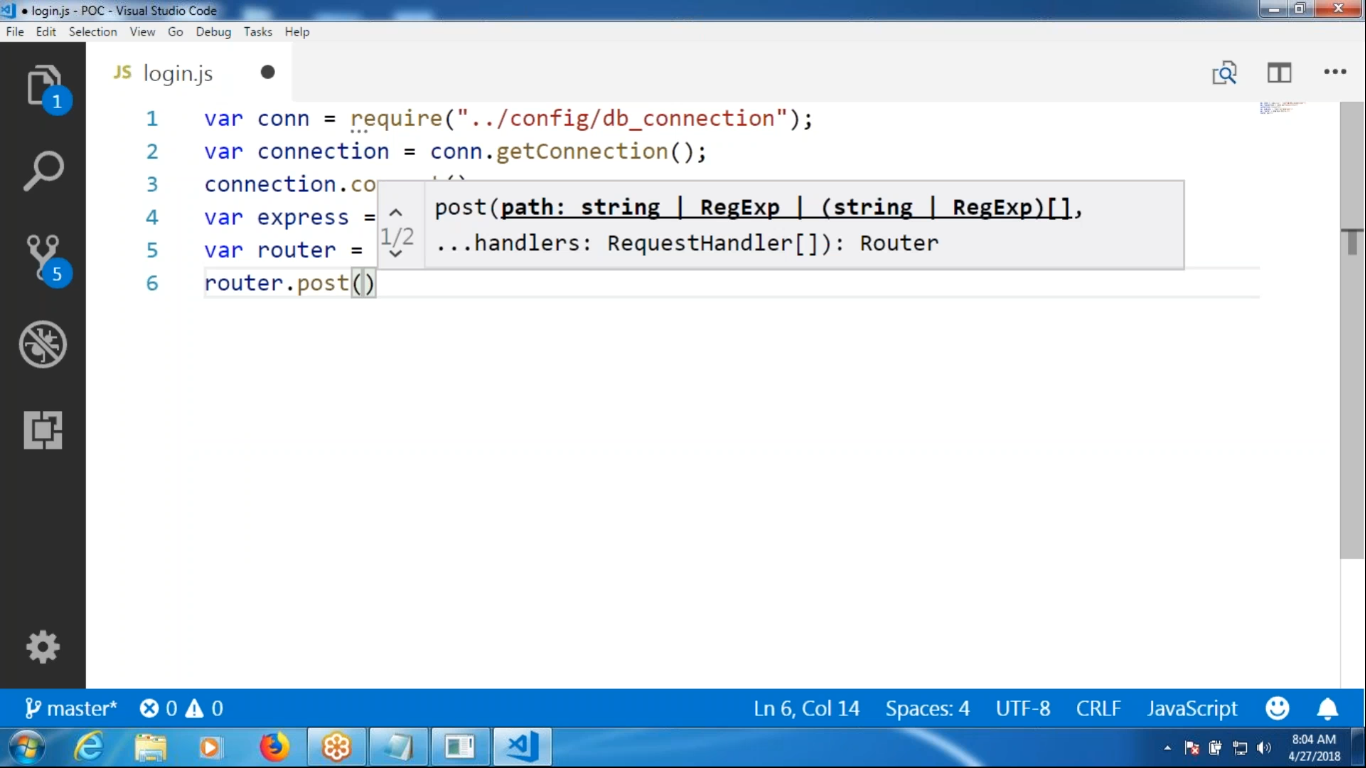 ● login.js - POC - Visual Studio Code
File Edit Selection View Go Debug Tasks Help
JS login.js ●
1
1 var conn = require("../config/db_connection");
2 var connection = conn.getConnection();
3 connection.co
4 var express =
5 var router =
6 router.post()
1/2
post(path: string | RegExp | (string | RegExp)[],
...handlers: RequestHandler[]): Router
5
master* 0 0 Ln 6, Col 14 Spaces: 4 UTF-8 CRLF JavaScript
8:04 AM
4/27/2018